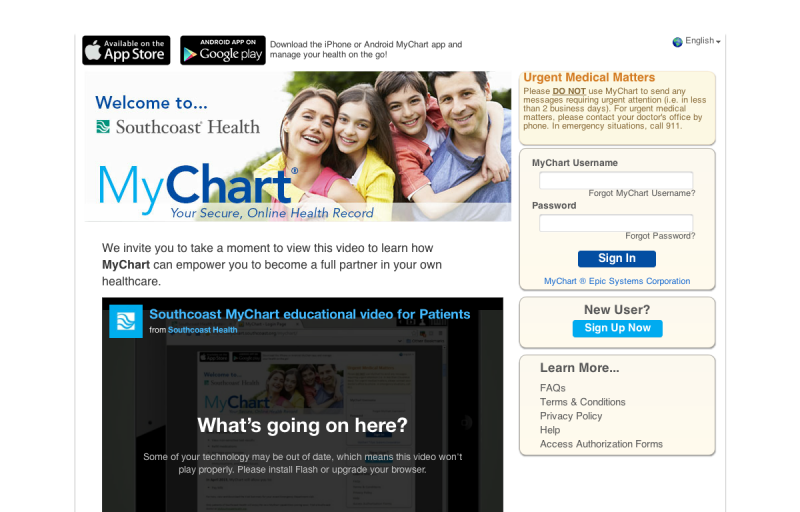 Available on the
App Store
ANDROID APP ON
Google play
Download the iPhone or Android MyChart app and
manage your health on the go!
English
Welcome to...
Southcoast® Health
MyChart®
Your Secure, Online Health Record
We invite you to take a moment to view this video to learn how
MyChart can empower you to become a full partner in your own
healthcare.
Southcoast MyChart educational video for Patients
from Southcoast Health
What's going on here?
Some of your technology may be out of date, which means this video won't
play properly. Please install Flash or upgrade your browser.
Urgent Medical Matters
Please DO NOT use MyChart to send any
messages requiring urgent attention (i.e. in less
than 2 business days). For urgent medical
matters, please contact your doctor's office by
phone. In emergency situations, call 911.
MyChart Username
Forgot MyChart Username?
Password
Forgot Password?
Sign In
MyChart ® Epic Systems Corporation
New User?
Sign Up Now
Learn More...
FAQs
Terms & Conditions
Privacy Policy
Help
Access Authorization Forms